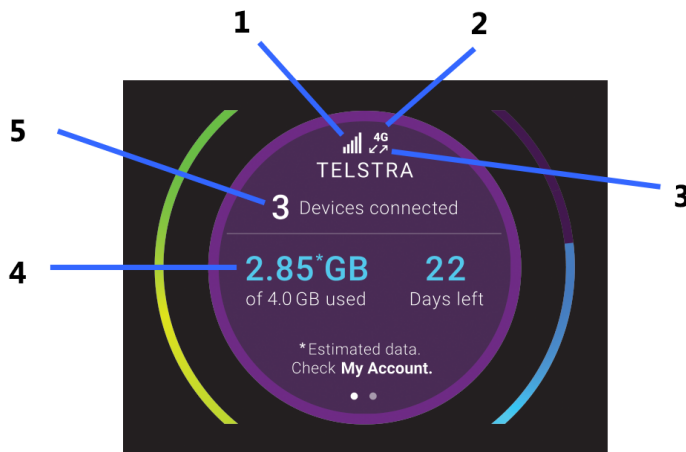 1
2
5
4G
TELSTRA
3
3 Devices connected
4
2.85*GB
of 4.0 GB used
22
Days left
*Estimated data.
Check My Account.